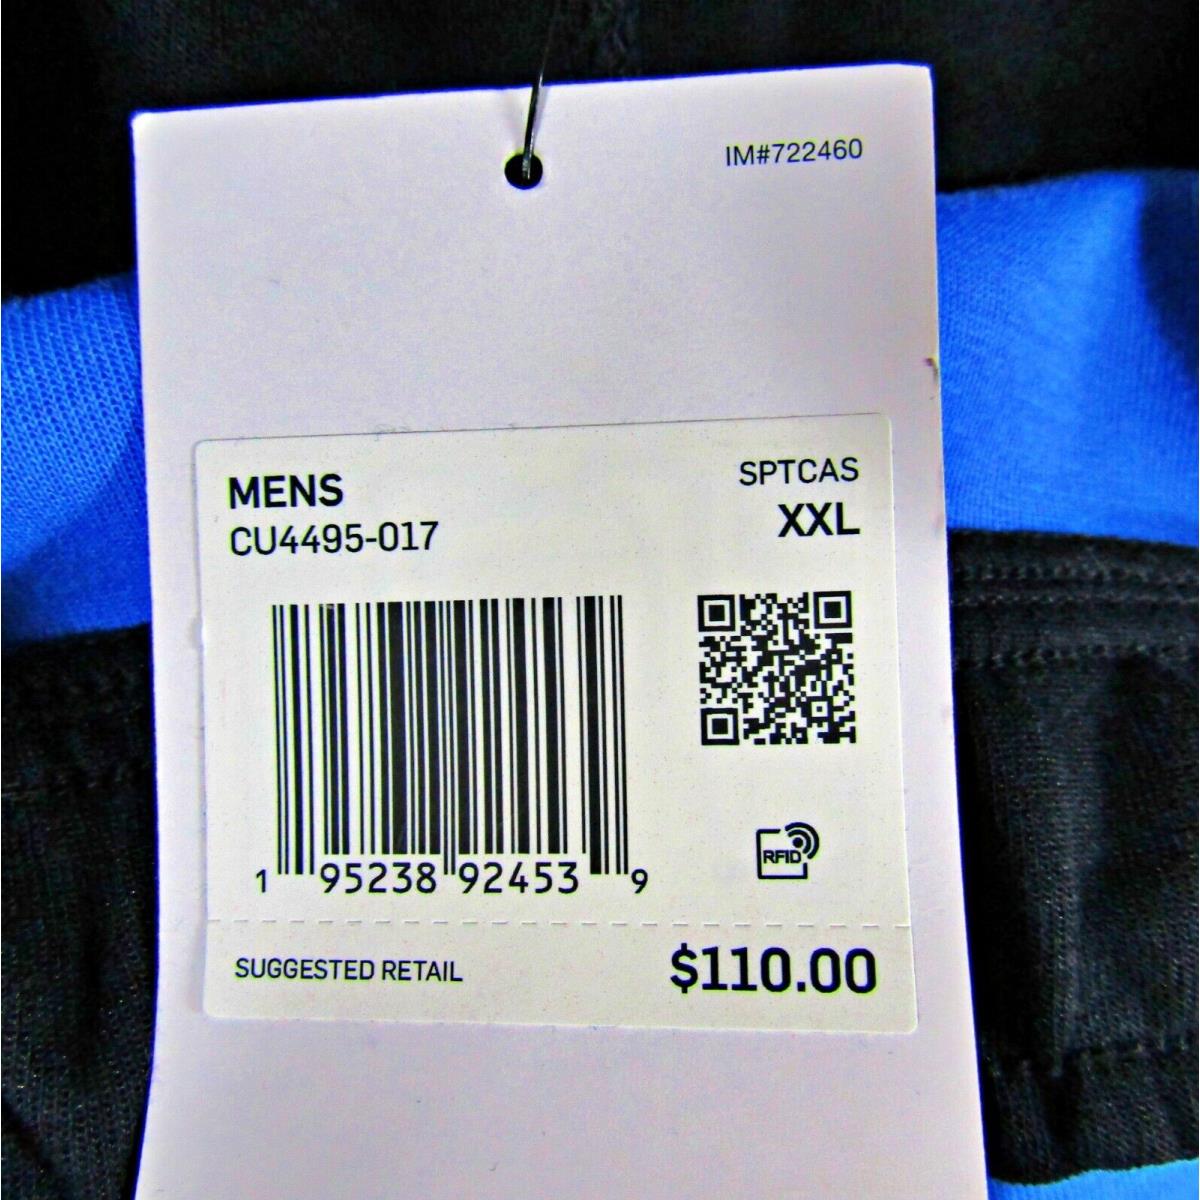 IM#722460
MENS
SPTCAS
CU4495-017
XXL
1 95238 92453 9
RFID
SUGGESTED RETAIL
$110.00